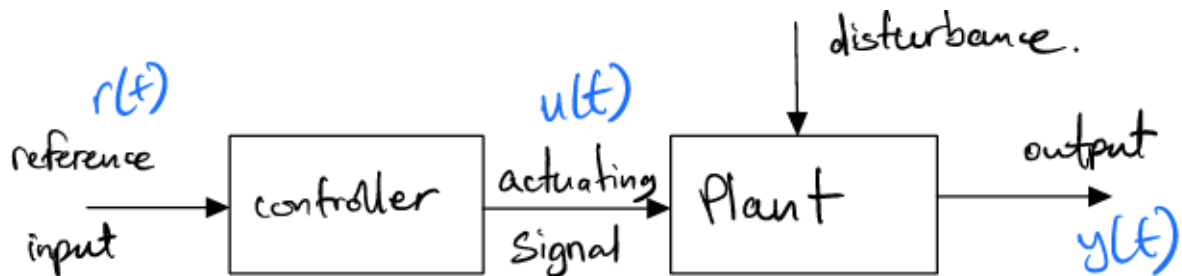 disturbance.
r(t)
u(t)
reference
input
controller
actuating
signal
Plant
output
y(t)